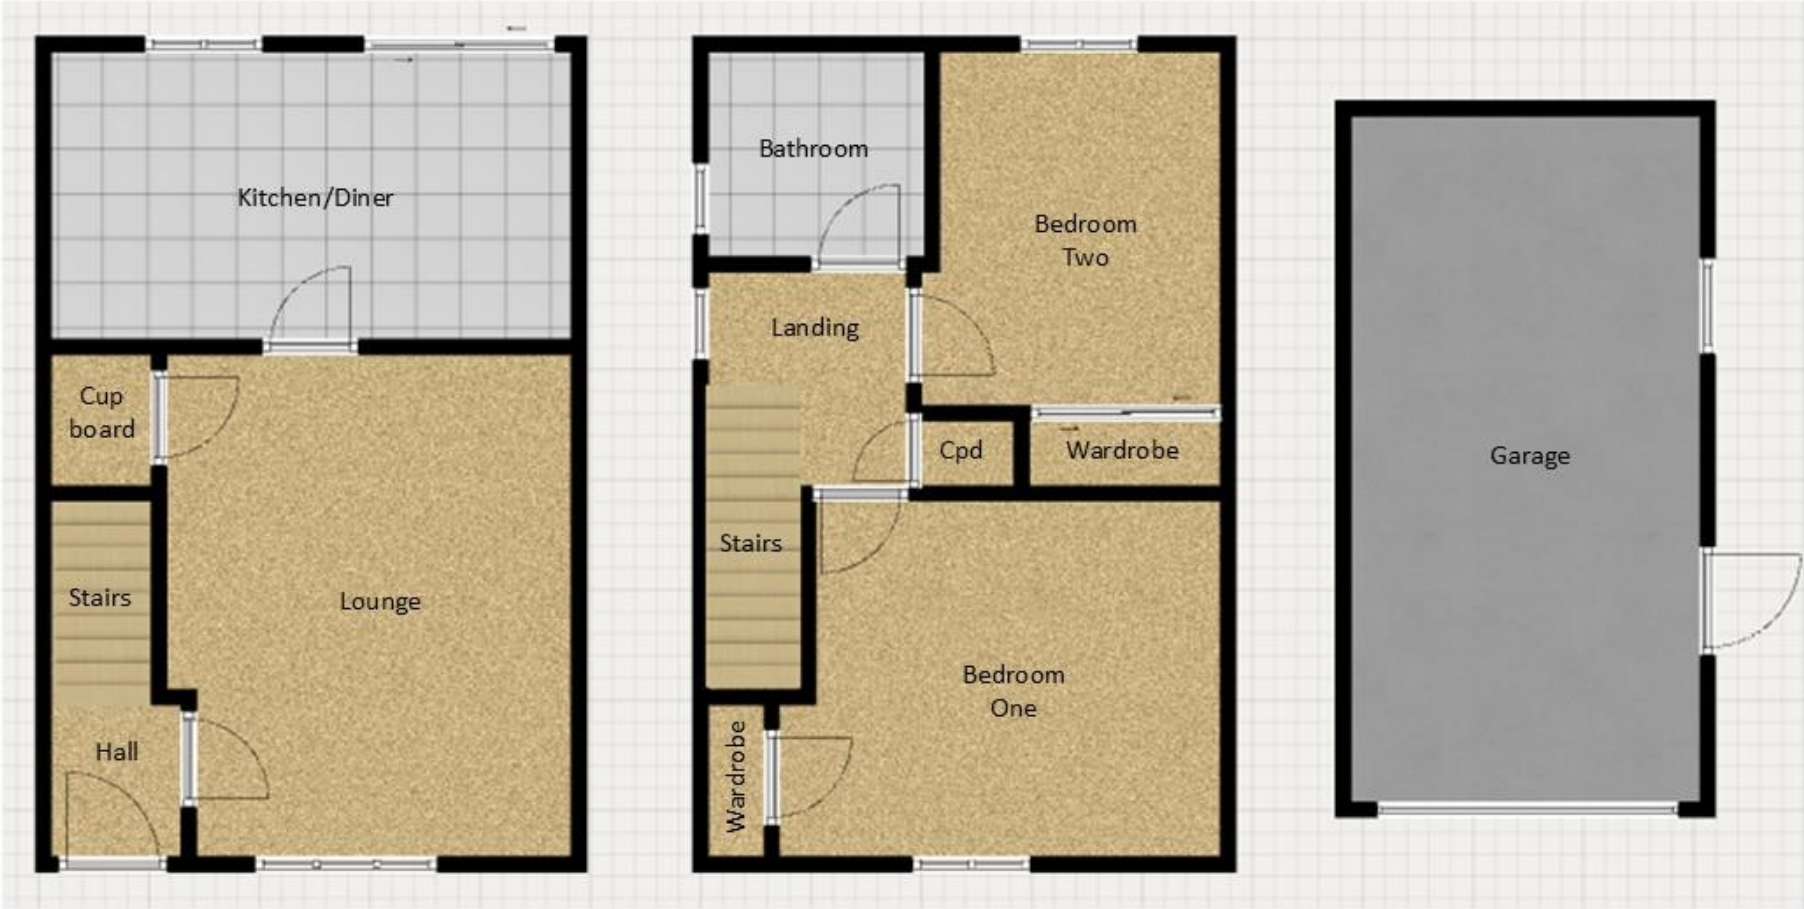 Kitchen/Diner
Cup
board
Stairs
Lounge
Hall
Bathroom
Bedroom
Two
Landing
Cpd
Wardrobe
Stairs
Bedroom
One
Wardrobe
Garage